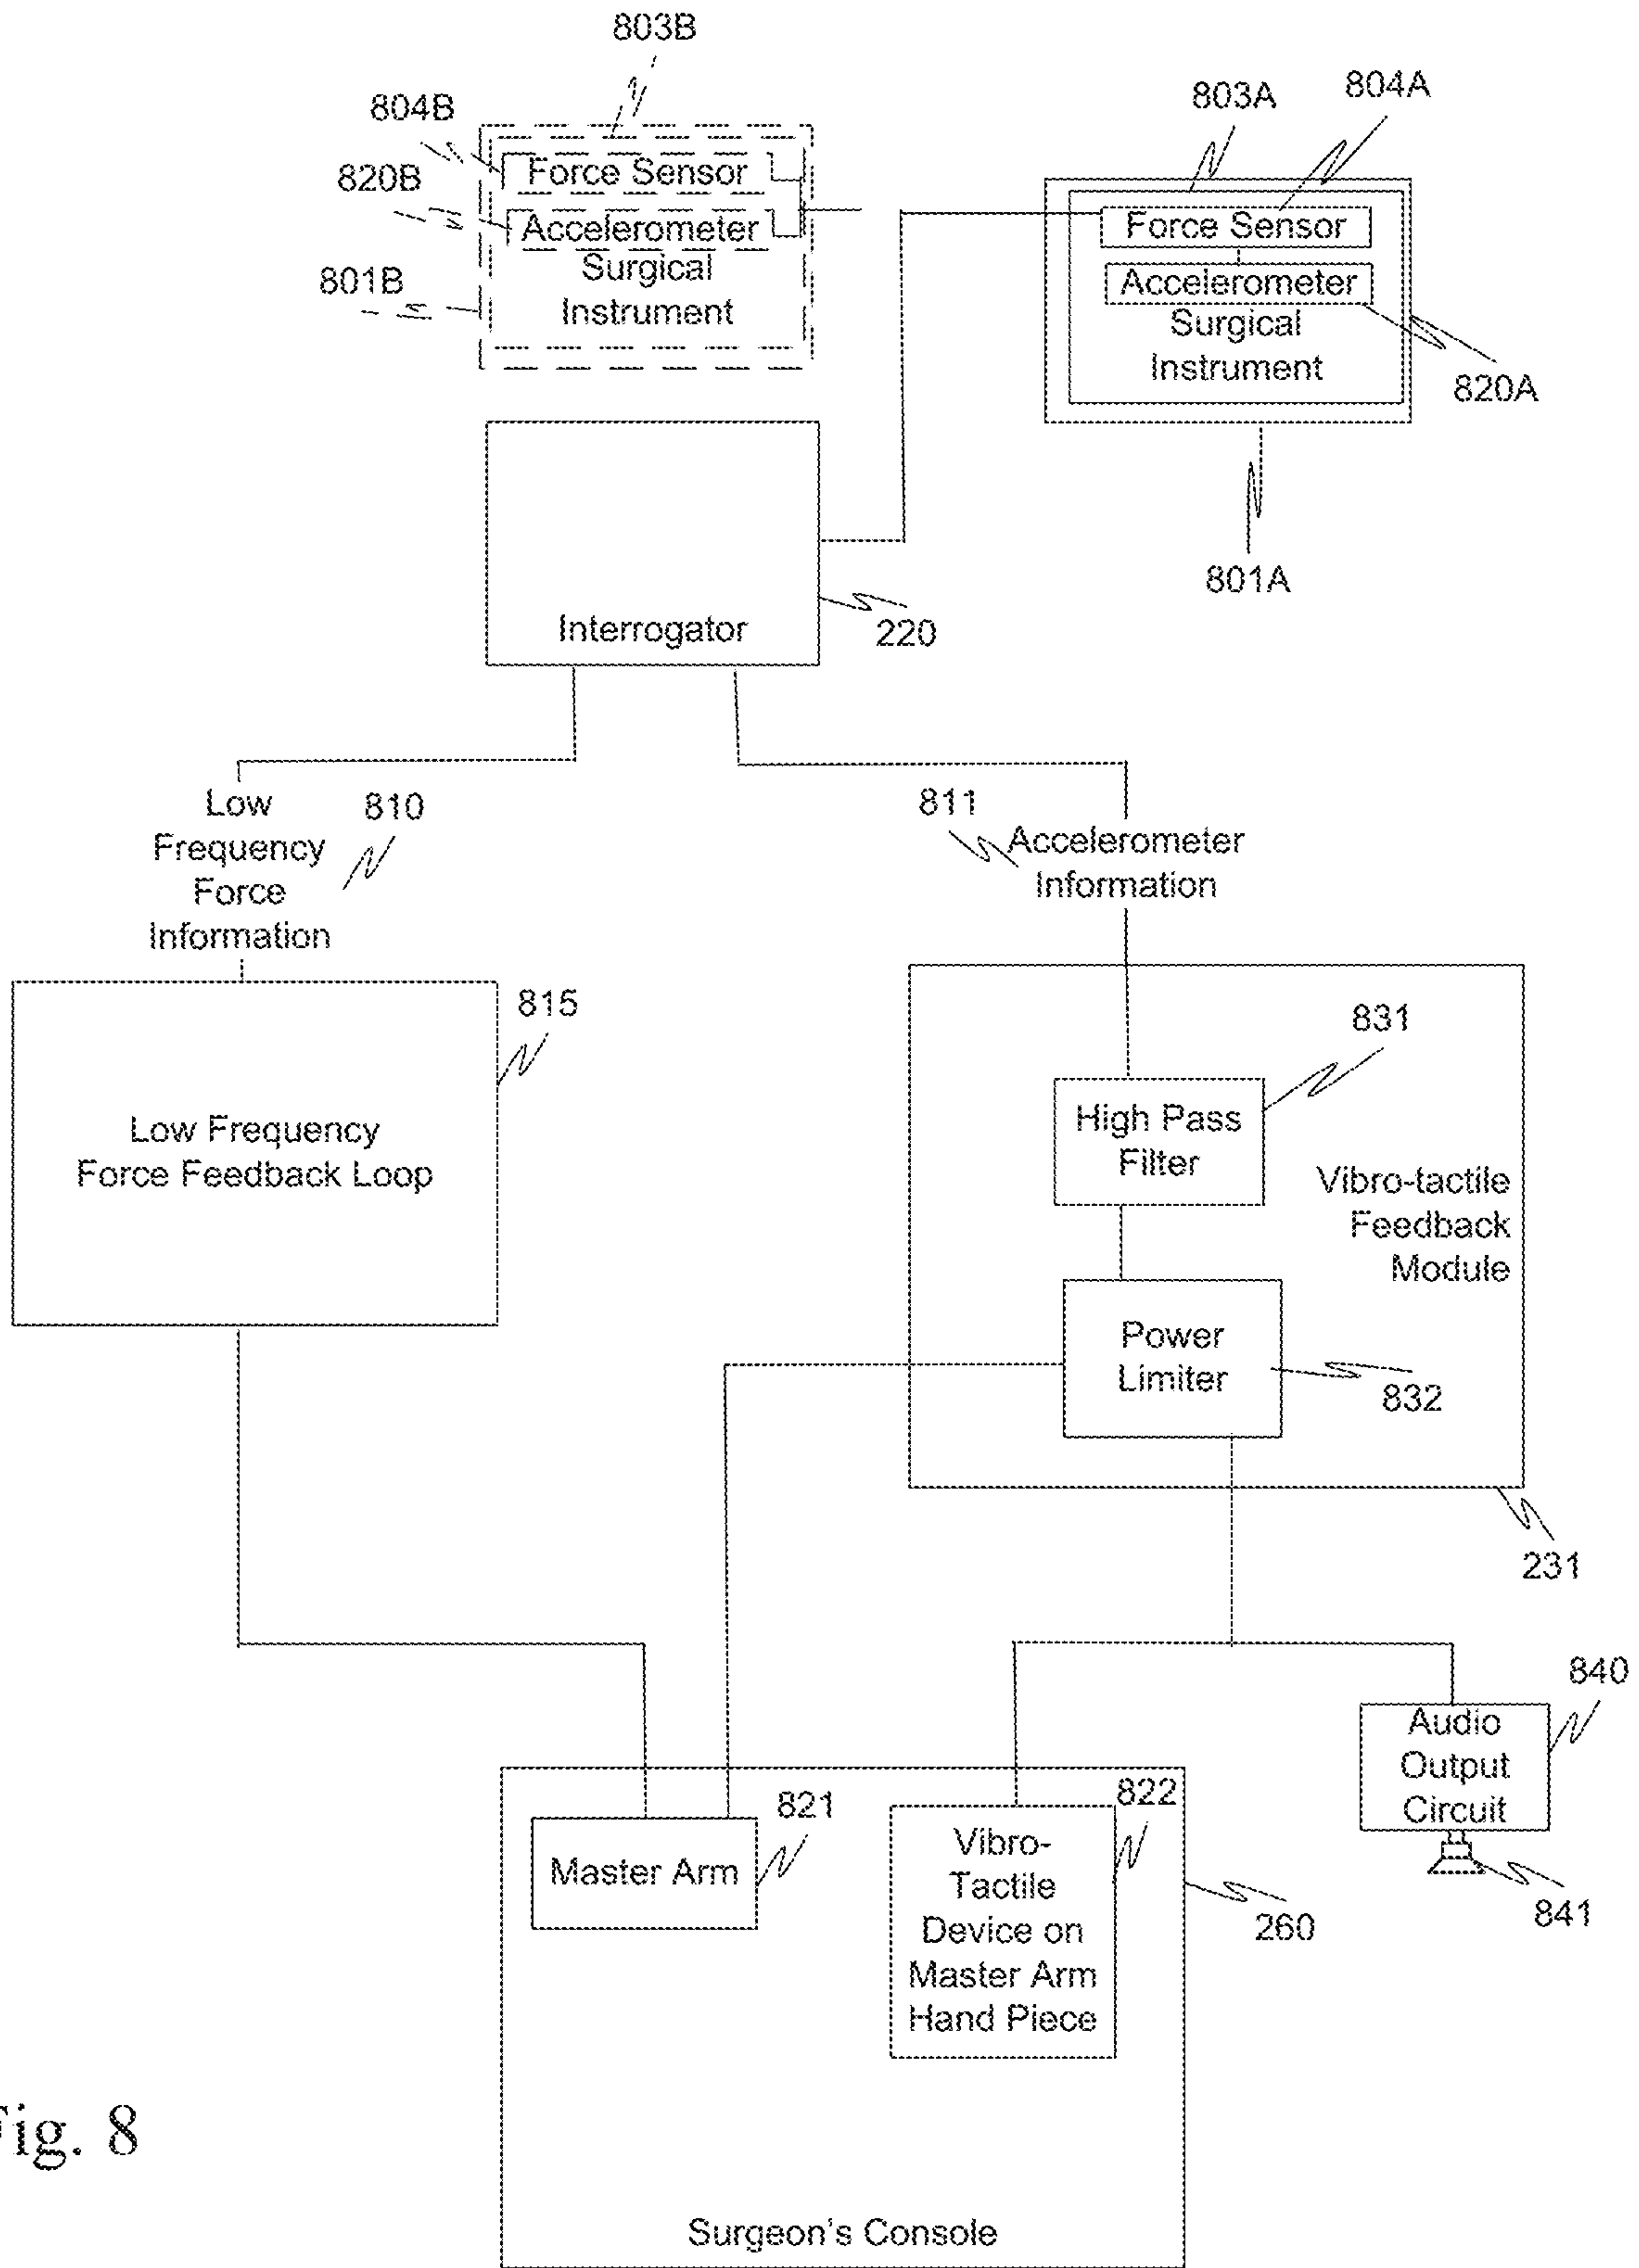 803B
804B
803A
804A
Force Sensor
820B
Accelerometer
Force Sensor
801B
Surgical
Instrument
Accelerometer
Surgical
Instrument
820A
801A
Interrogator
220
Low
Frequency
Force
Information
810
811
Accelerometer
Information
815
Low Frequency
Force Feedback Loop
831
High Pass
Filter
Vibro-tactile
Feedback
Module
Power
Limiter
832
231
840
Audio
Output
Circuit
841
821
Master Arm
822
Vibro-
Tactile
Device on
Master Arm
Hand Piece
260
Surgeon's Console
Fig. 8